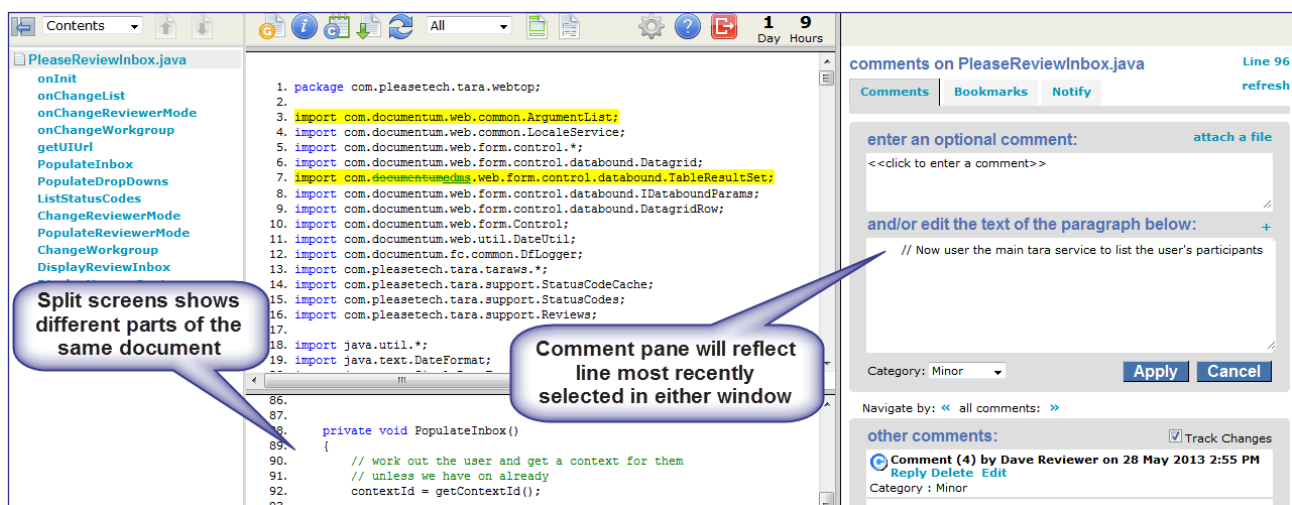 Contents
All
1 9
Day Hours
PleaseReviewInbox.java
onInit
onChangeList
onChangeReviewerMode
onChangeWorkgroup
getUIUrl
PopulateInbox
PopulateDropDowns
ListStatusCodes
ChangeReviewerMode
PopulateReviewerMode
ChangeWorkgroup
DisplayReviewInbox
Split screens shows
different parts of the
same document
1. package com.pleasetech.tara.webtop;
2.
3. import com.documentum.web.common.ArgumentList;
4. import com.documentum.web.common.LocaleService;
5. import com.documentum.web.form.control.*;
6. import com.documentum.web.form.control.databound.Datagrid;
7. import com.documentumedms.web.form.control.databound.TableResultSet;
8. import com.documentum.web.form.control.databound.IDataboundParams;
9. import com.documentum.web.form.control.databound.DatagridRow;
10. import com.documentum.web.form.Control;
11. import com.documentum.web.util.DateUtil;
12. import com.documentum.fc.common.DfLogger;
13. import com.pleasetech.tara.taraws.*;
14. import com.pleasetech.tara.support.StatusCodeCache;
15. import com.pleasetech.tara.support.StatusCodes;
16. import com.pleasetech.tara.support.Reviews;
17.
18. import java.util.*;
19. import java.text.DateFormat;
86.
87.
88. private void PopulateInbox()
89. {
90. // work out the user and get a context for them
91. // unless we have on already
92. contextId = getContextId();
Comment pane will reflect
line most recently
selected in either window
comments on PleaseReviewInbox.java Line 96
refresh
Comments Bookmarks Notify
enter an optional comment: attach a file
<<click to enter a comment>>
and/or edit the text of the paragraph below: +
// Now user the main tara service to list the user's participants
Category: Minor Apply Cancel
Navigate by: « all comments: »
other comments: Track Changes
Comment (4) by Dave Reviewer on 28 May 2013 2:55 PM
Reply Delete Edit
Category : Minor